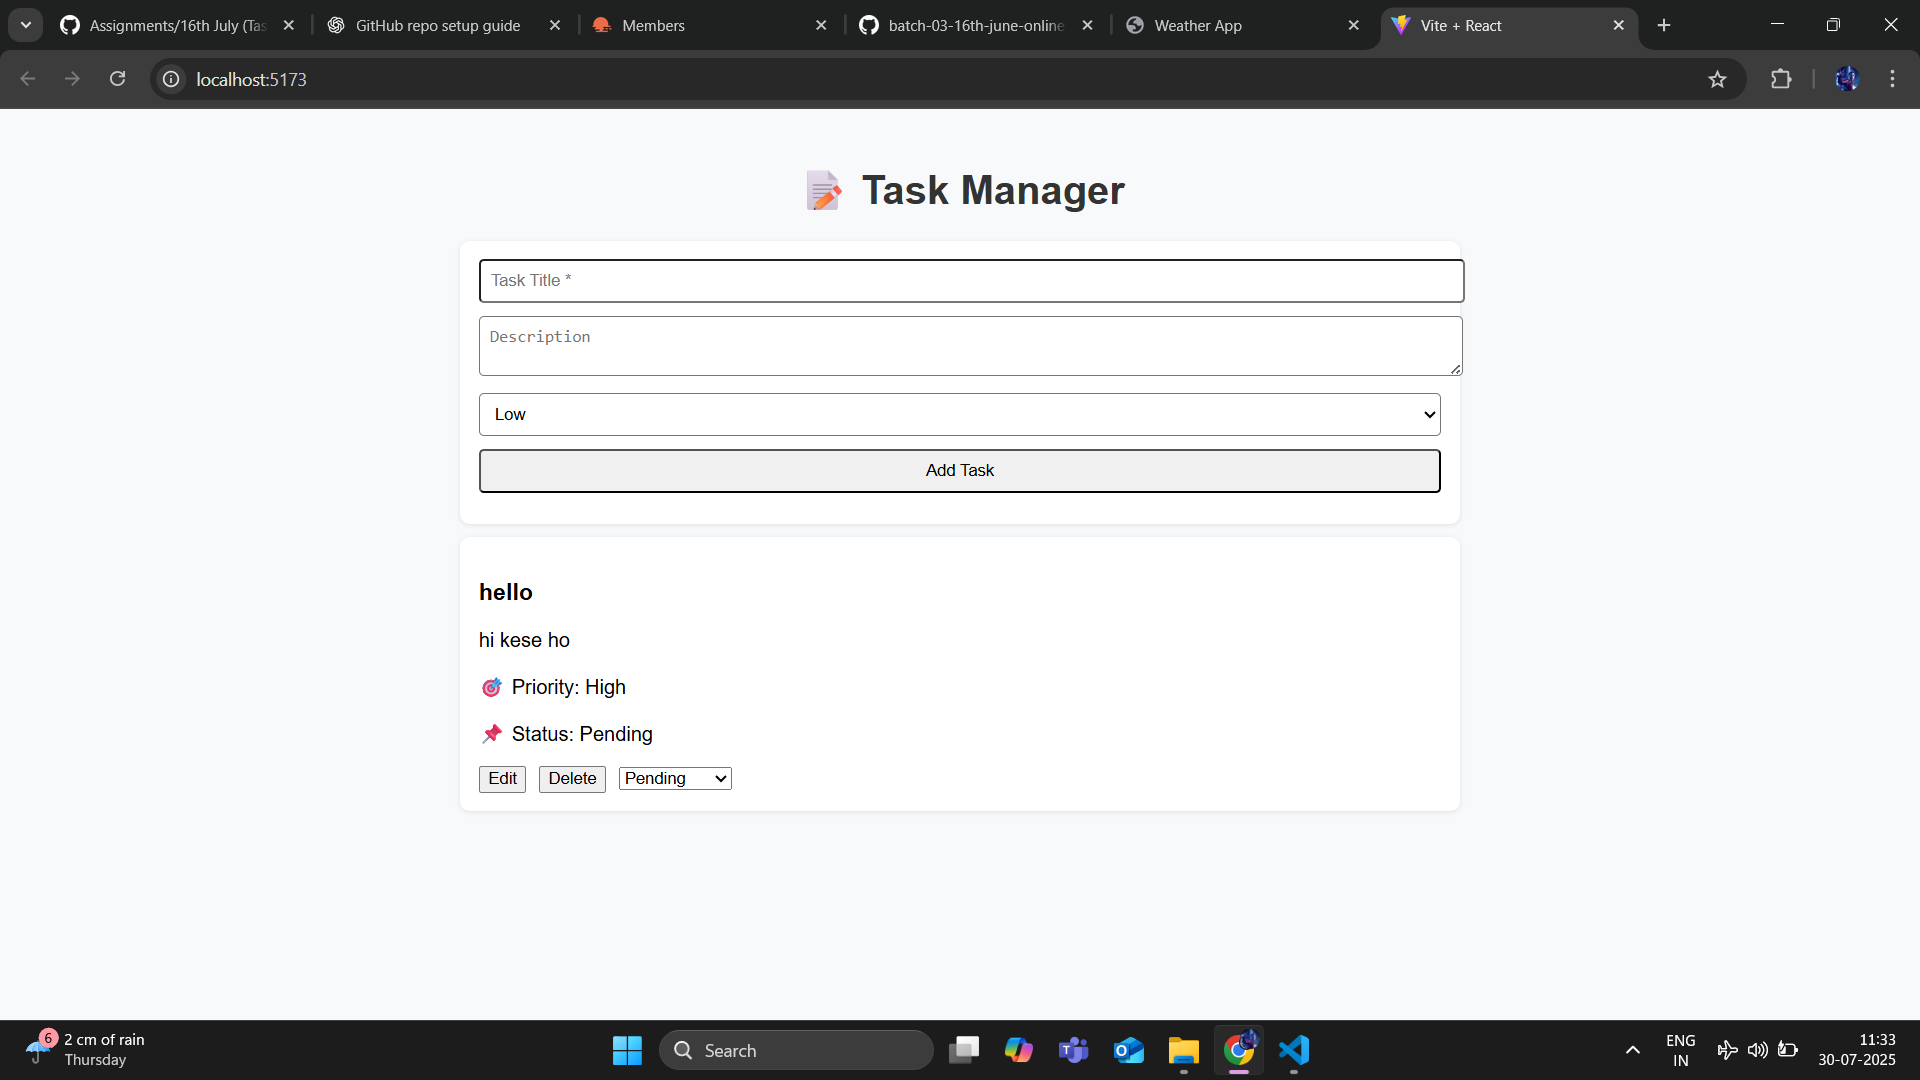 Assignments/16th July (Tas
GitHub repo setup guide
Members
batch-03-16th-june-online
Weather App
Vite + React
localhost:5173
📝 Task Manager
Task Title *
Description
Low
Add Task
hello
hi kese ho
🎯 Priority: High
📌 Status: Pending
Edit
Delete
Pending
6
2 cm of rain
Thursday
Search
ENG
IN
11:33
30-07-2025